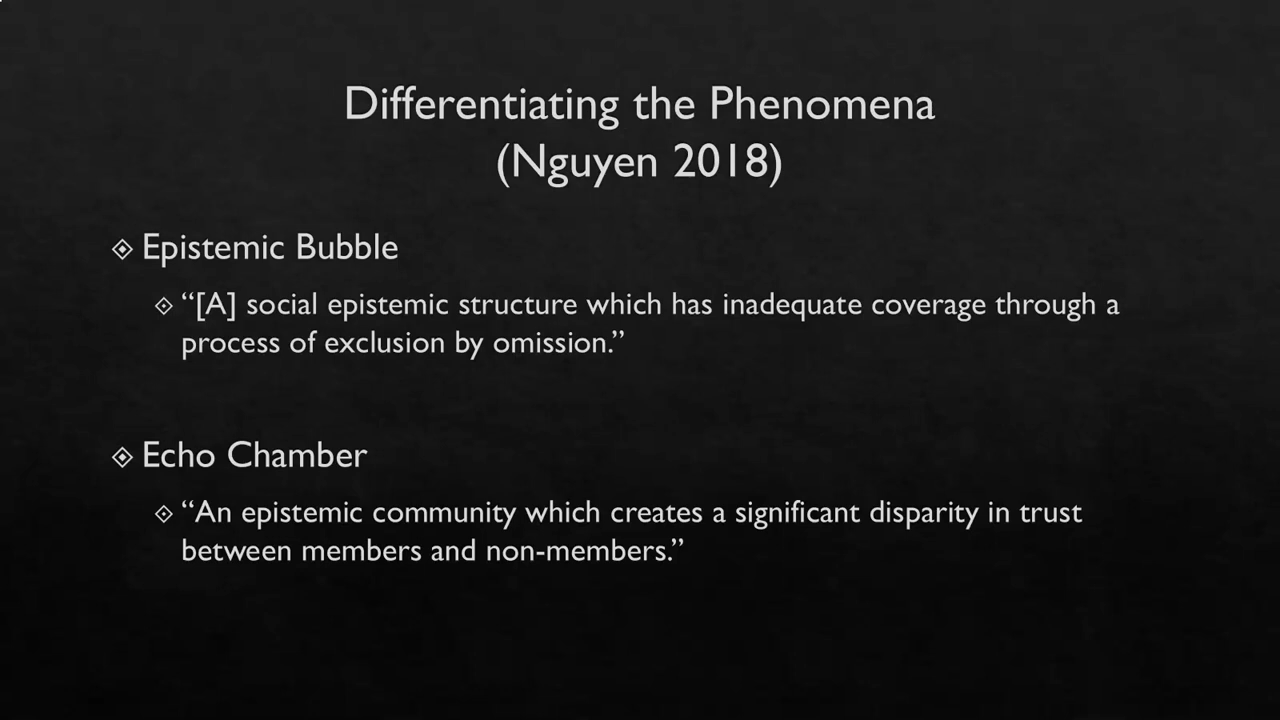 Differentiating the Phenomena
(Nguyen 2018)
Epistemic Bubble
“[A] social epistemic structure which has inadequate coverage through a
process of exclusion by omission.”
Echo Chamber
“An epistemic community which creates a significant disparity in trust
between members and non-members.”